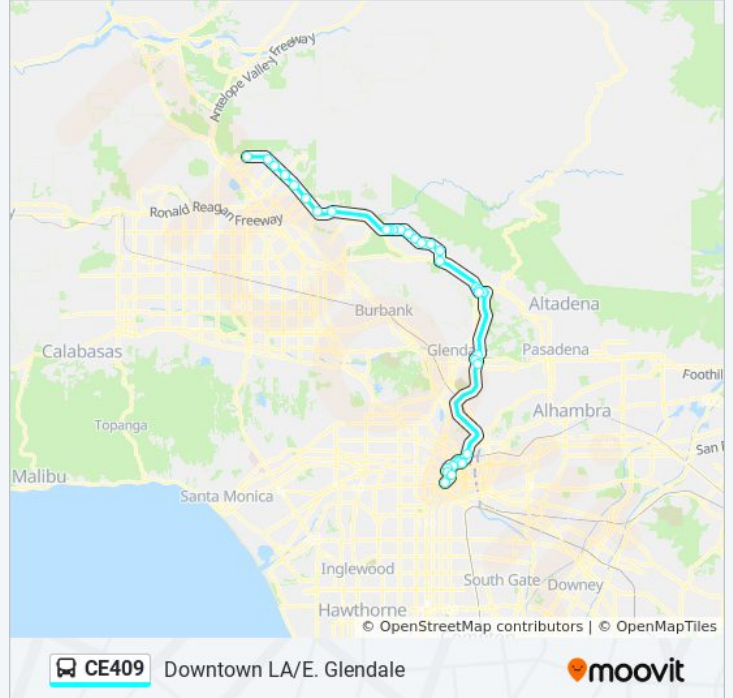 Antelope Valley Freeway
Ronald Reagan Freeway
Burbank
Altadena
Calabasas
Glendale
Pasadena
Foothil
Topanga
Alhambra
Malibu
San
Santa Monica
Inglewood
South Gate
Downey
Hawthorne
© OpenStreetMap contributors | © OpenMapTiles
CE409
Downtown LA/E. Glendale
moovit